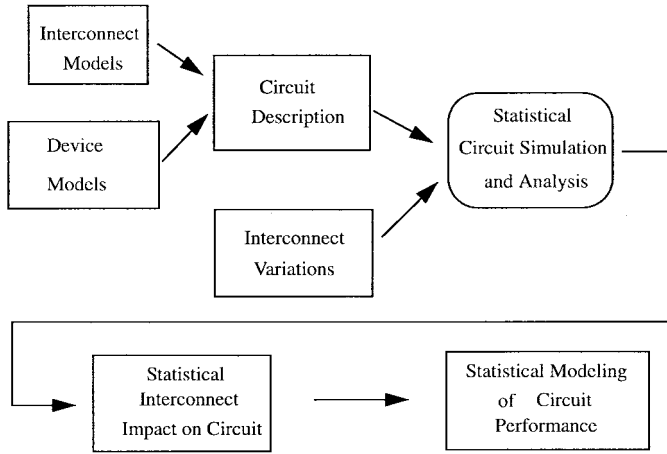 Interconnect
Models
Device
Models
Circuit
Description
Interconnect
Variations
Statistical
Circuit Simulation
and Analysis
Statistical
Interconnect
Impact on Circuit
Statistical Modeling
of Circuit
Performance